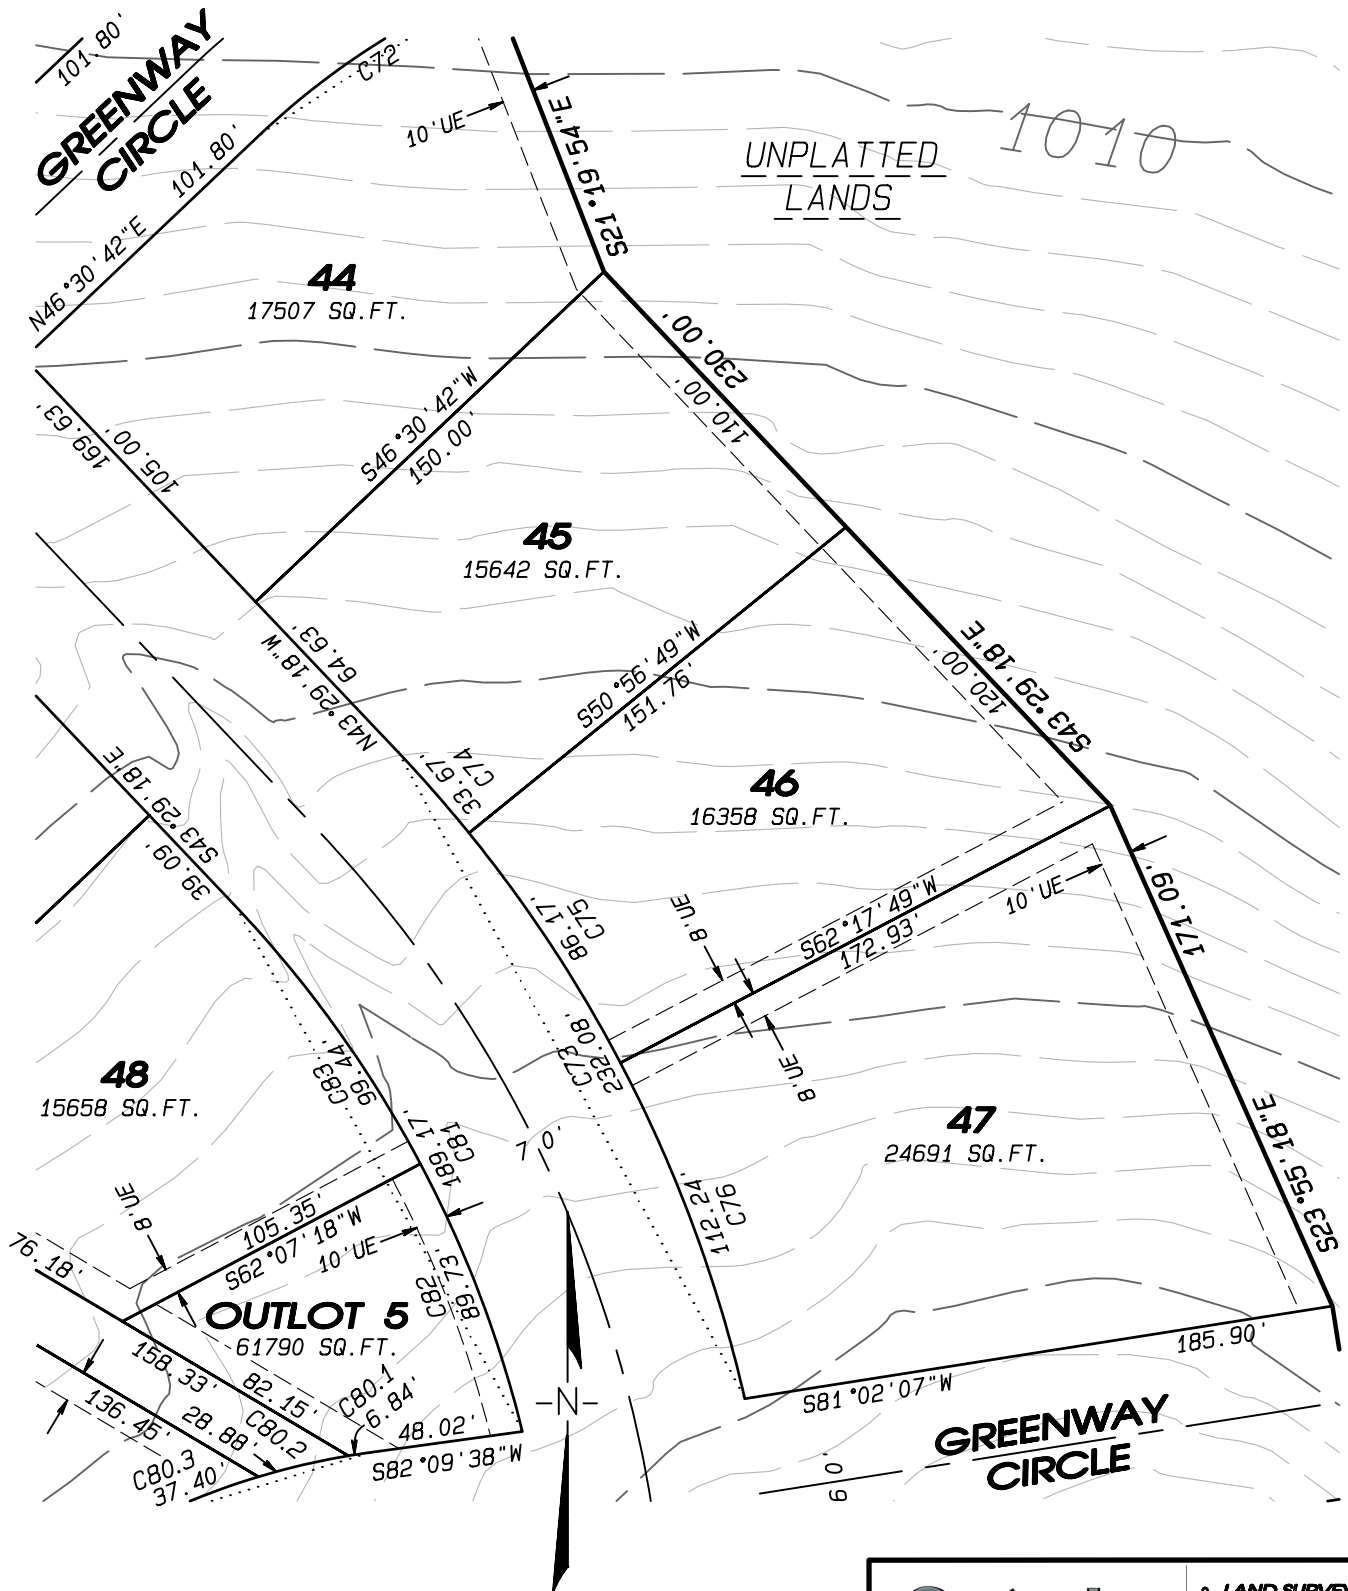 101.80'
GREENWAY
CIRCLE
C72
10'UE
S21°19'54"E
UNPLATTED
LANDS
1010
101.80'
N46°30'42"E
44
17507 SQ.FT.
230.00'
110.00'
S46°30'42"W
150.00'
169.63'
105.00'
45
15642 SQ.FT.
64.63'
N43°29'18"W
S50°56'49"W
151.76'
S43°29'18"E
120.00'
S43°29'18"E
39.09'
C74
33.67'
46
16358 SQ.FT.
C75
86.17'
8'UE
S62°17'49"W
172.93'
10'UE
171.09'
232.08'
C73
8'UE
48
15658 SQ.FT.
99.44'
C83
C81
189.17'
70'
47
24691 SQ.FT.
S23°55'18"E
C76
112.24'
8'UE
105.35'
S62°07'18"W
10'UE
76.18'
89.73'
C82
OUTLOT 5
61790 SQ.FT.
158.33'
82.15'
C80.1
6.84'
136.45'
28.88'
C80.2
48.02'
S82°09'38"W
C80.3
37.40'
-N-
185.90'
S81°02'07"W
GREENWAY
CIRCLE
60'
LAND SURVEY